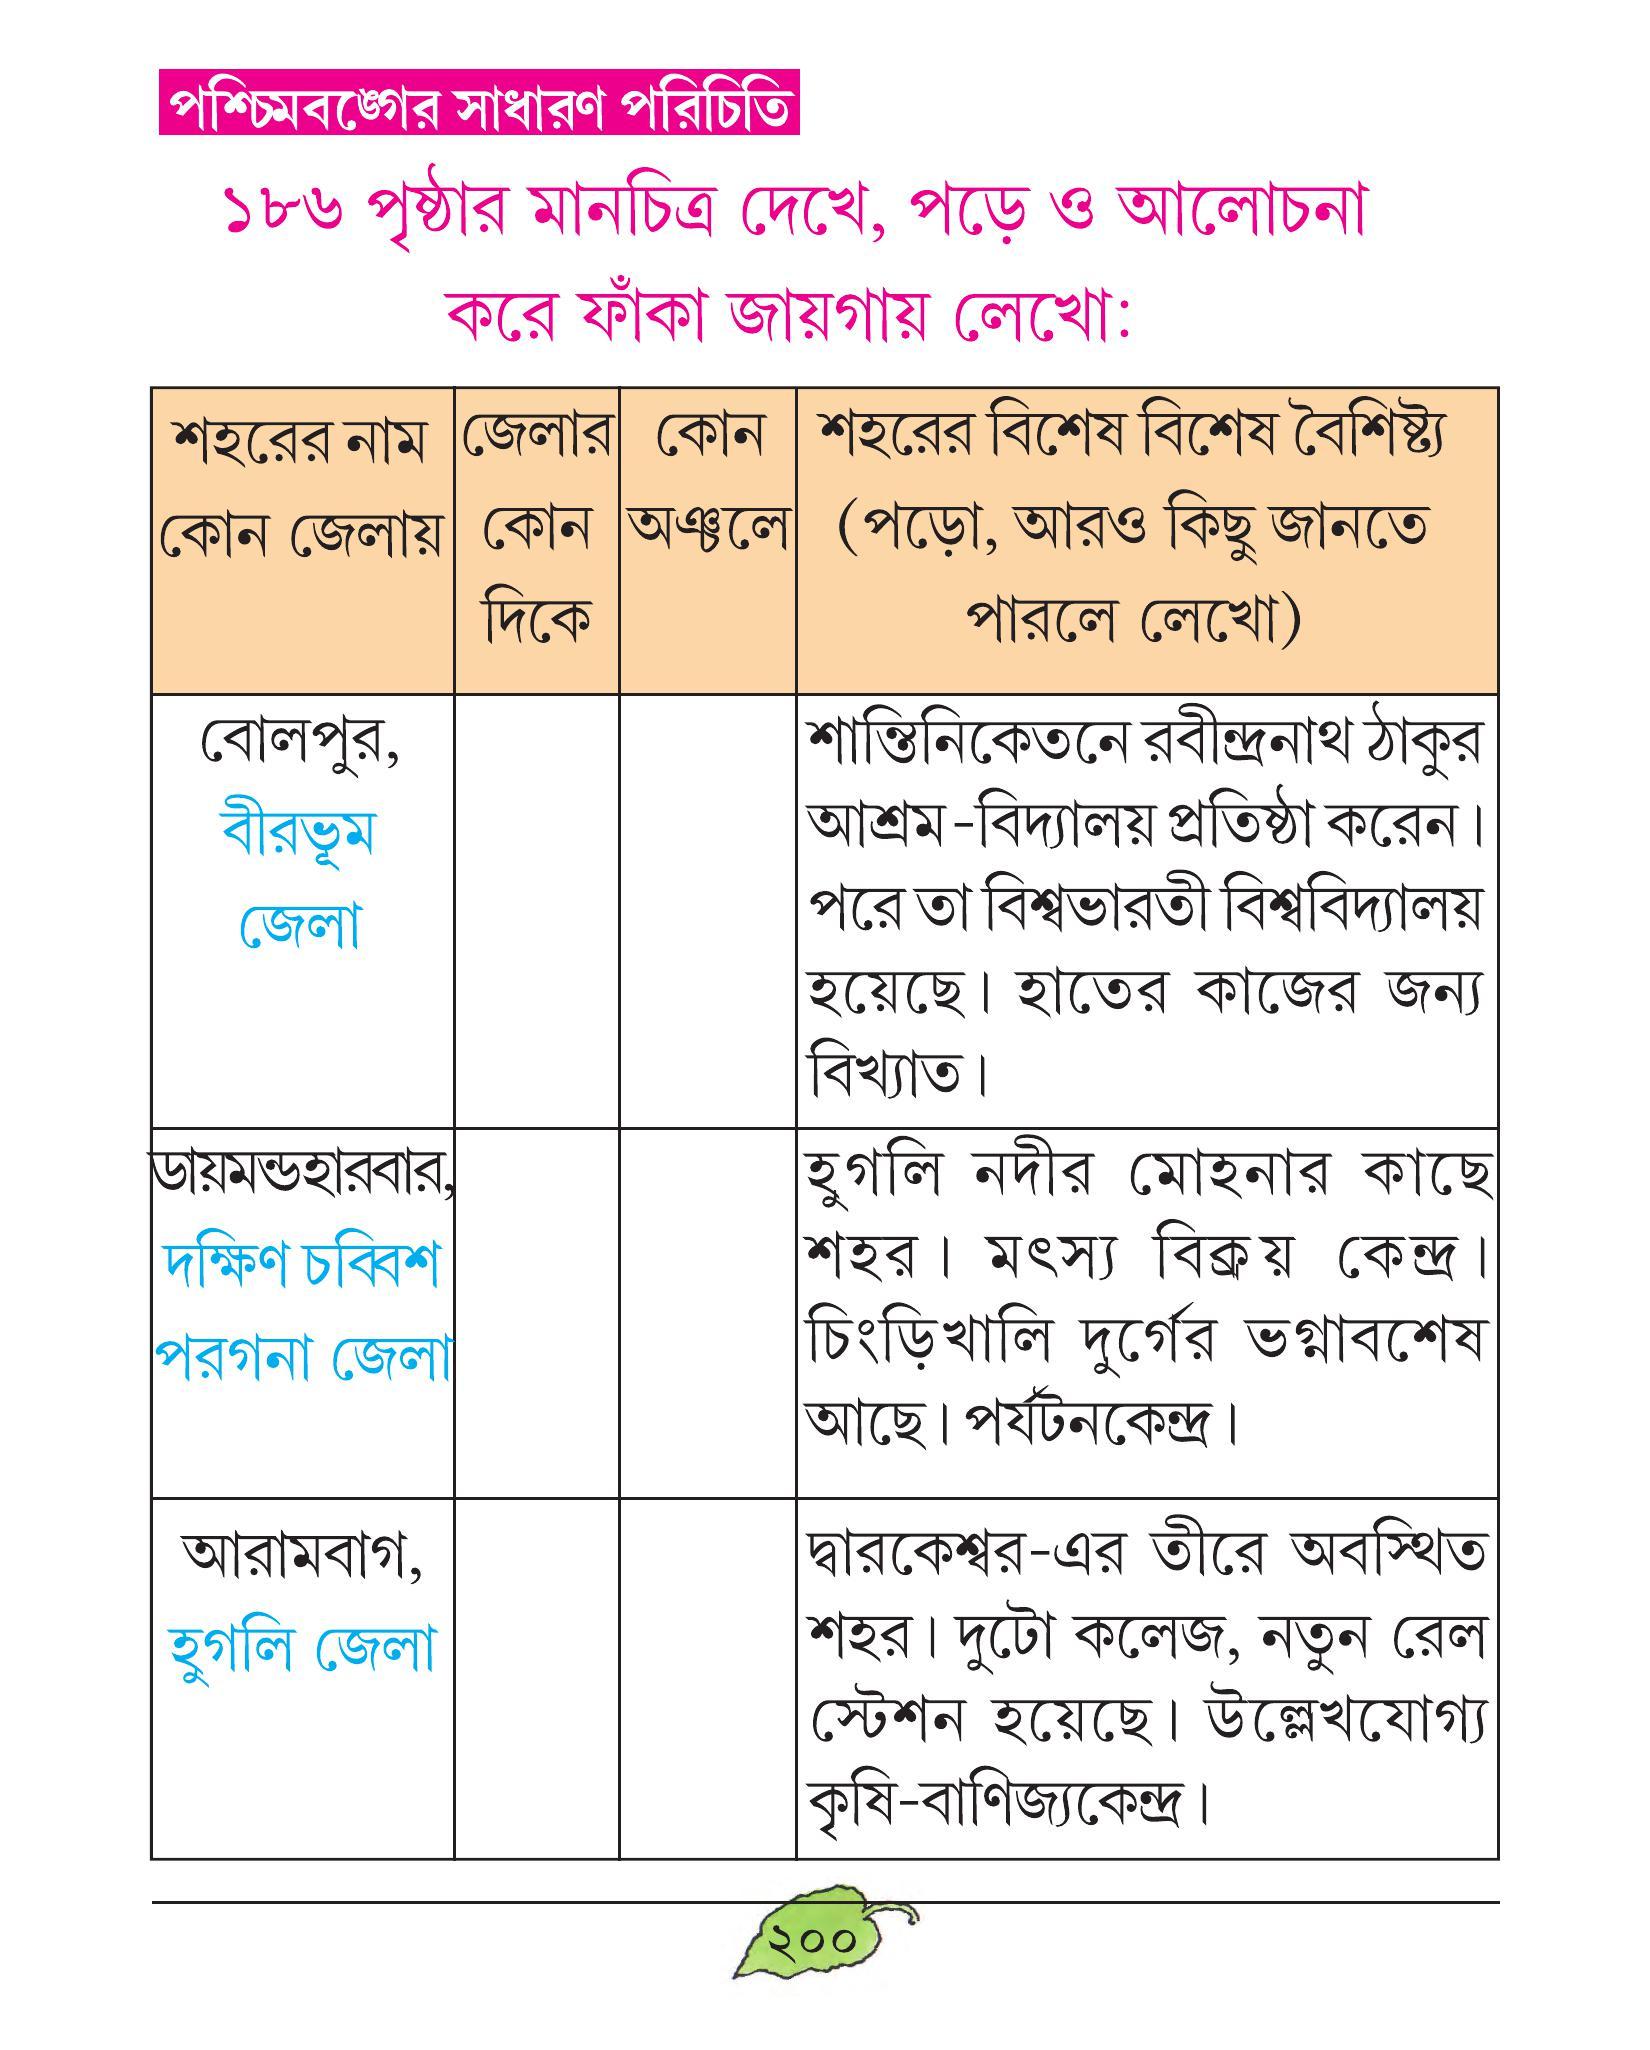 পশ্চিমবঙ্গের সাধারণ পরিচিতি
১৮৬ পৃষ্ঠার মানচিত্র দেখে, পড়ে ও আলোচনা
করে ফাঁকা জায়গায় লেখো:
শহরের নাম
কোন জেলায়
জেলার
কোন
দিকে
কোন
অঞ্চলে
শহরের বিশেষ বিশেষ বৈশিষ্ট্য
(পড়ো, আরও কিছু জানতে
পারলে লেখো)
বোলপুর,
বীরভূম
জেলা
শান্তিনিকেতনে রবীন্দ্রনাথ ঠাকুর
আশ্রম-বিদ্যালয় প্রতিষ্ঠা করেন।
পরে তা বিশ্বভারতী বিশ্ববিদ্যালয়
হয়েছে। হাতের কাজের জন্য
বিখ্যাত।
ডায়মন্ডহারবার,
দক্ষিণ চব্বিশ
পরগনা জেলা
হুগলি নদীর মোহনার কাছে
শহর। মৎস্য বিক্রয় কেন্দ্র।
চিংড়িখালি দুর্গের ভগ্নাবশেষ
আছে। পর্যটনকেন্দ্র।
আরামবাগ,
হুগলি জেলা
দ্বারকেশ্বর-এর তীরে অবস্থিত
শহর। দুটো কলেজ, নতুন রেল
স্টেশন হয়েছে। উল্লেখযোগ্য
কৃষি-বাণিজ্যকেন্দ্র।
২০০